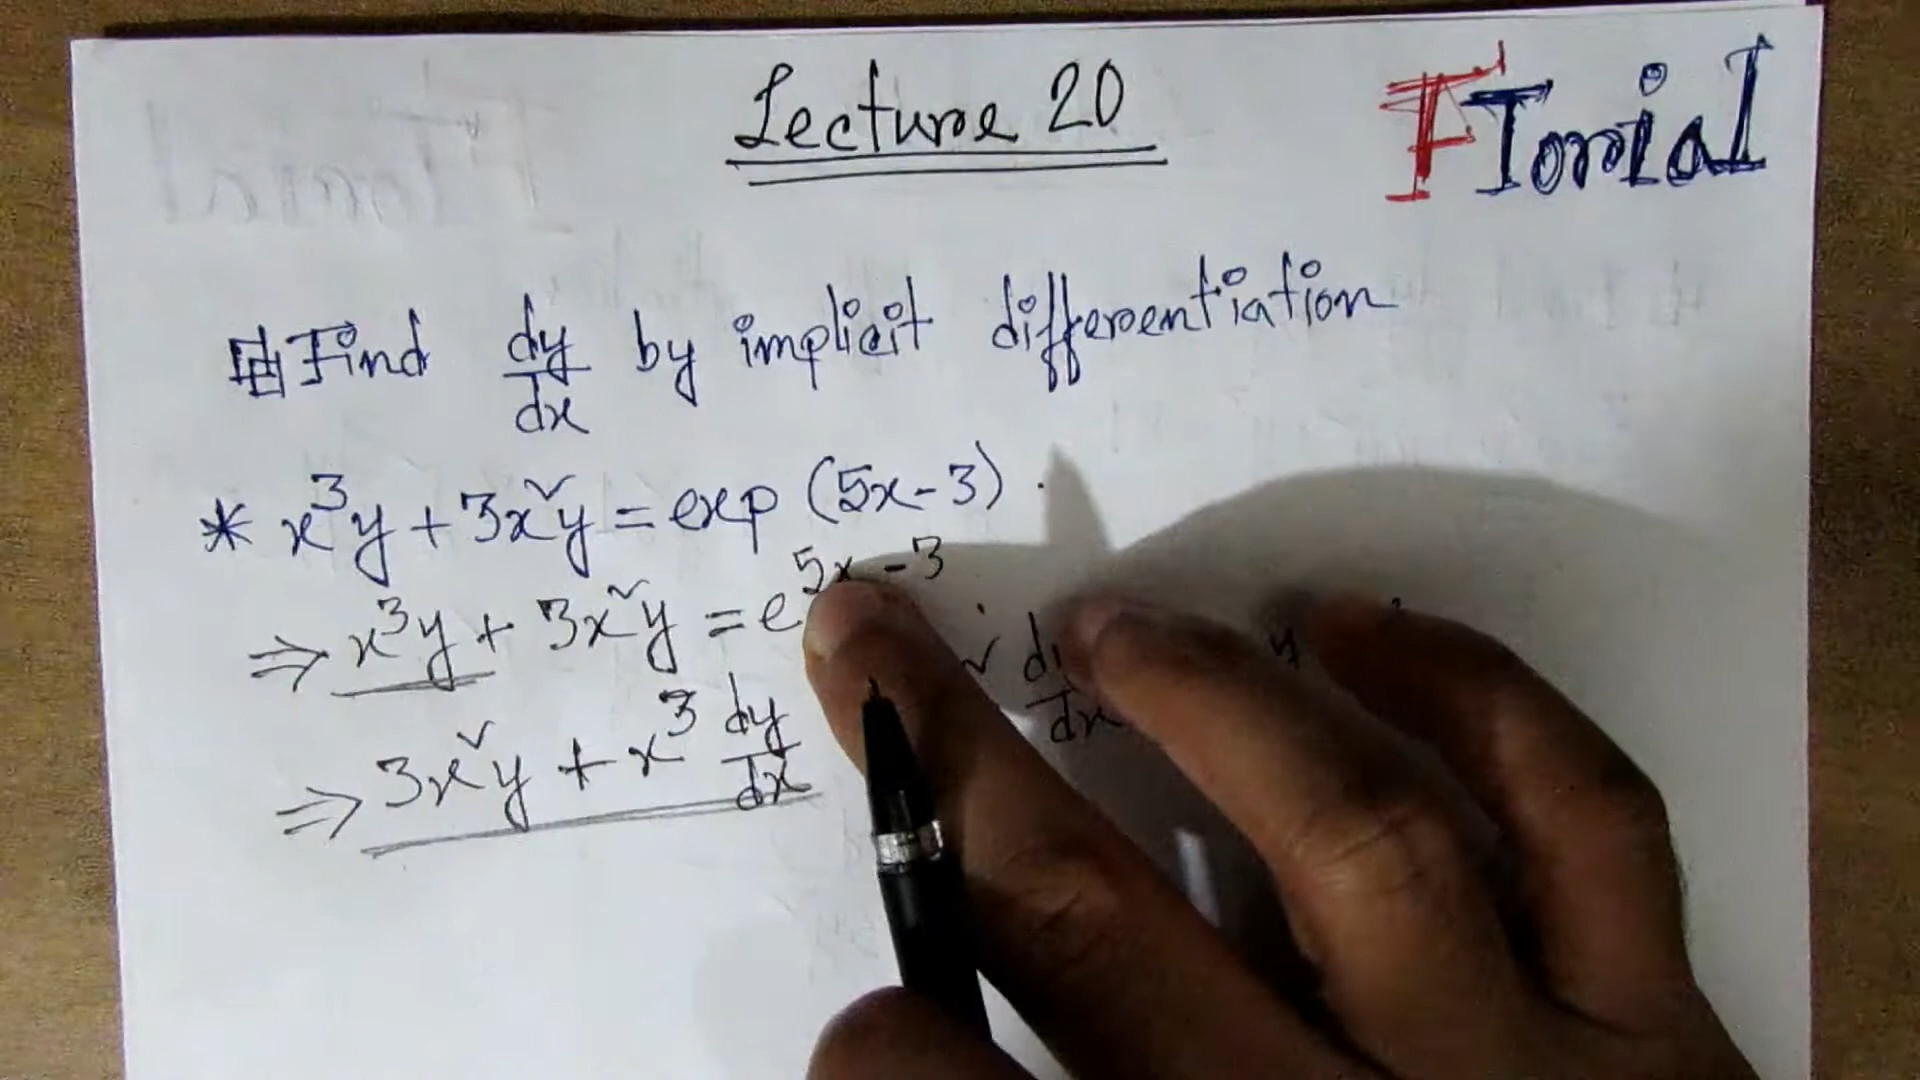 Lecture 20
FTorial
Find dy/dx by implicit differentiation
* x³y + 3x²y = exp (5x-3).
⇒ x³y + 3x²y = e^5x-3
⇒ 3x²y + x³ dy/dx